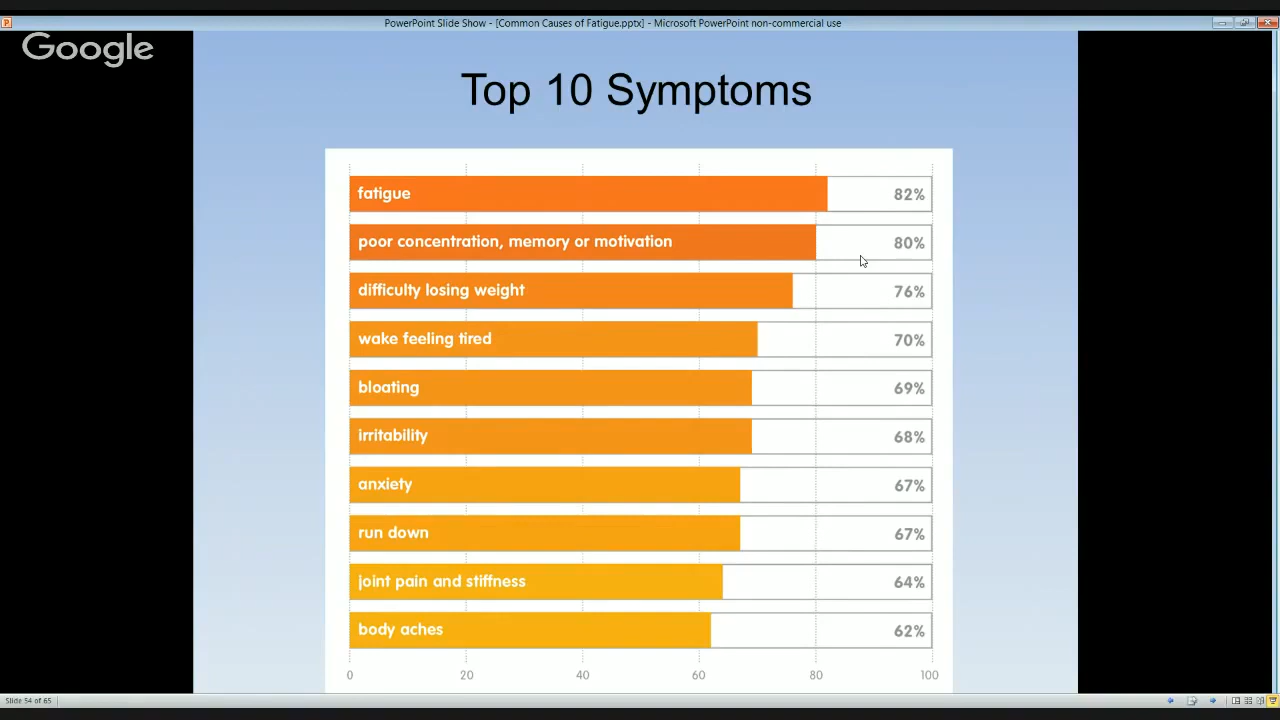 PowerPoint Slide Show - [Common Causes of Fatigue.pptx] - Microsoft PowerPoint non-commercial use
Google
Top 10 Symptoms
fatigue 82%
poor concentration, memory or motivation 80%
difficulty losing weight 76%
wake feeling tired 70%
bloating 69%
irritability 68%
anxiety 67%
run down 67%
joint pain and stiffness 64%
body aches 62%
0 20 40 60 80 100
Slide 54 of 65